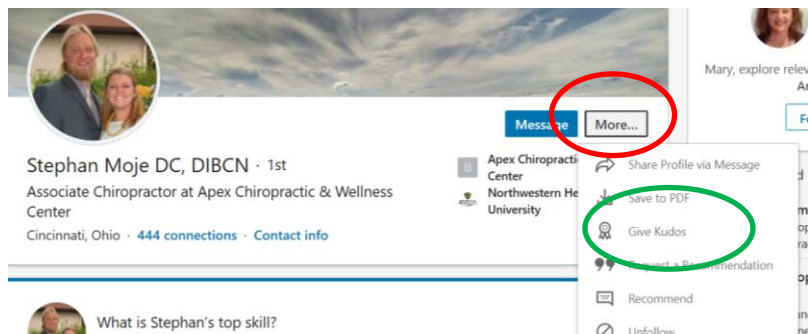 Mary, explore relev
Message
More...
Stephan Moje DC, DIBCN · 1st
Associate Chiropractor at Apex Chiropractic & Wellness
Center
Cincinnati, Ohio · 444 connections · Contact info
Apex Chiropracti
Center
Northwestern He
University
Share Profile via Message
Save to PDF
Give Kudos
Request a Recommendation
Recommend
Unfollow
What is Stephan's top skill?